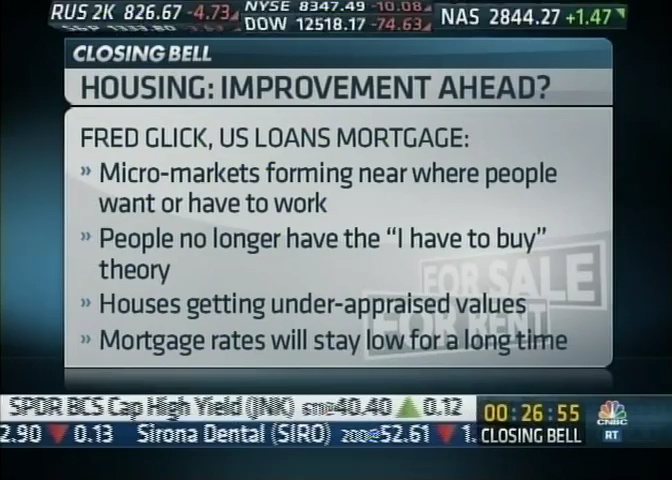 RUS 2K 826.67 -4.73
NYSE 8347.49 -10.08
DOW 12518.17 -74.63
NAS 2844.27 +1.47
CLOSING BELL
HOUSING: IMPROVEMENT AHEAD?
FRED GLICK, US LOANS MORTGAGE:
» Micro-markets forming near where people
want or have to work
» People no longer have the “I have to buy”
theory
» Houses getting under-appraised values
» Mortgage rates will stay low for a long time
FOR SALE
FOR RENT
SPDR BCS Cap High Yield (JNK) 40.40 ▲ 0.12
2.90 ▼ 0.13 Sirona Dental (SIRO) 52.61 ▼ 1.
00:26:55
CLOSING BELL
CNBC
RT